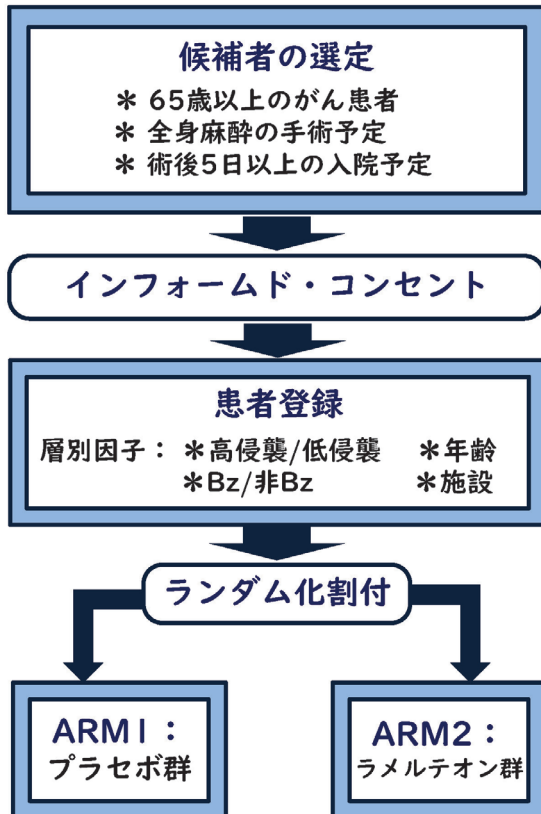 候補者の選定
＊ 65歳以上のがん患者
＊ 全身麻酔の手術予定
＊ 術後5日以上の入院予定
インフォームド・コンセント
患者登録
層別因子： ＊高侵襲/低侵襲 ＊年齢
＊Bz/非Bz ＊施設
ランダム化割付
ARM1：
プラセボ群
ARM2：
ラメルテオン群